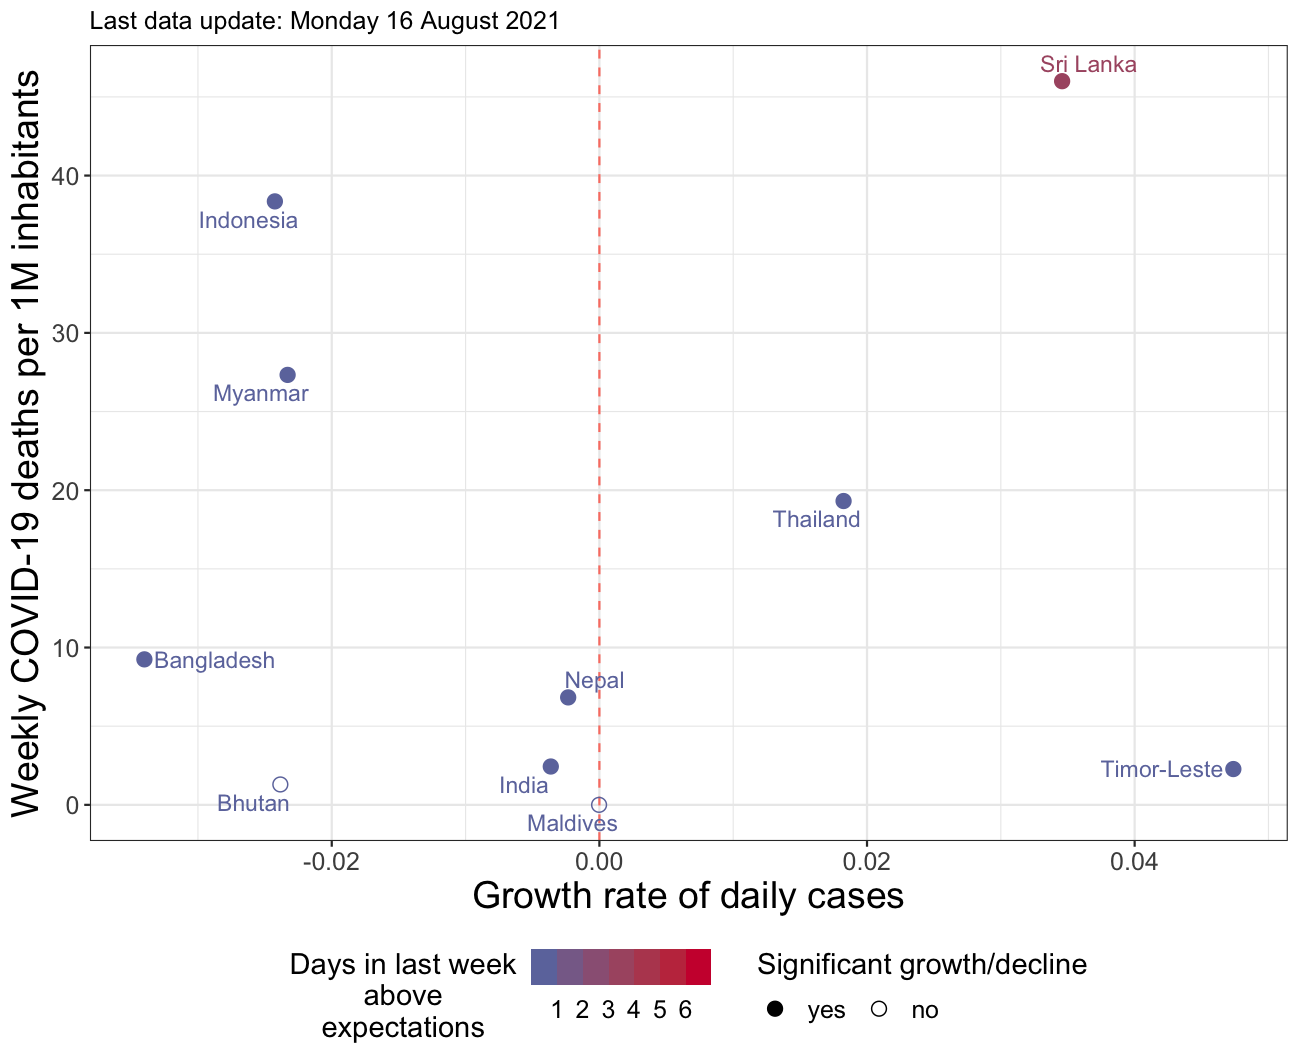 Last data update: Monday 16 August 2021
Weekly COVID-19 deaths per 1M inhabitants
40
30
20
10
0
Sri Lanka
Indonesia
Myanmar
Thailand
Bangladesh
Nepal
India
Timor-Leste
Bhutan
Maldives
-0.02
0.00
0.02
0.04
Growth rate of daily cases
Days in last week
above
expectations
1 2 3 4 5 6
Significant growth/decline
yes no